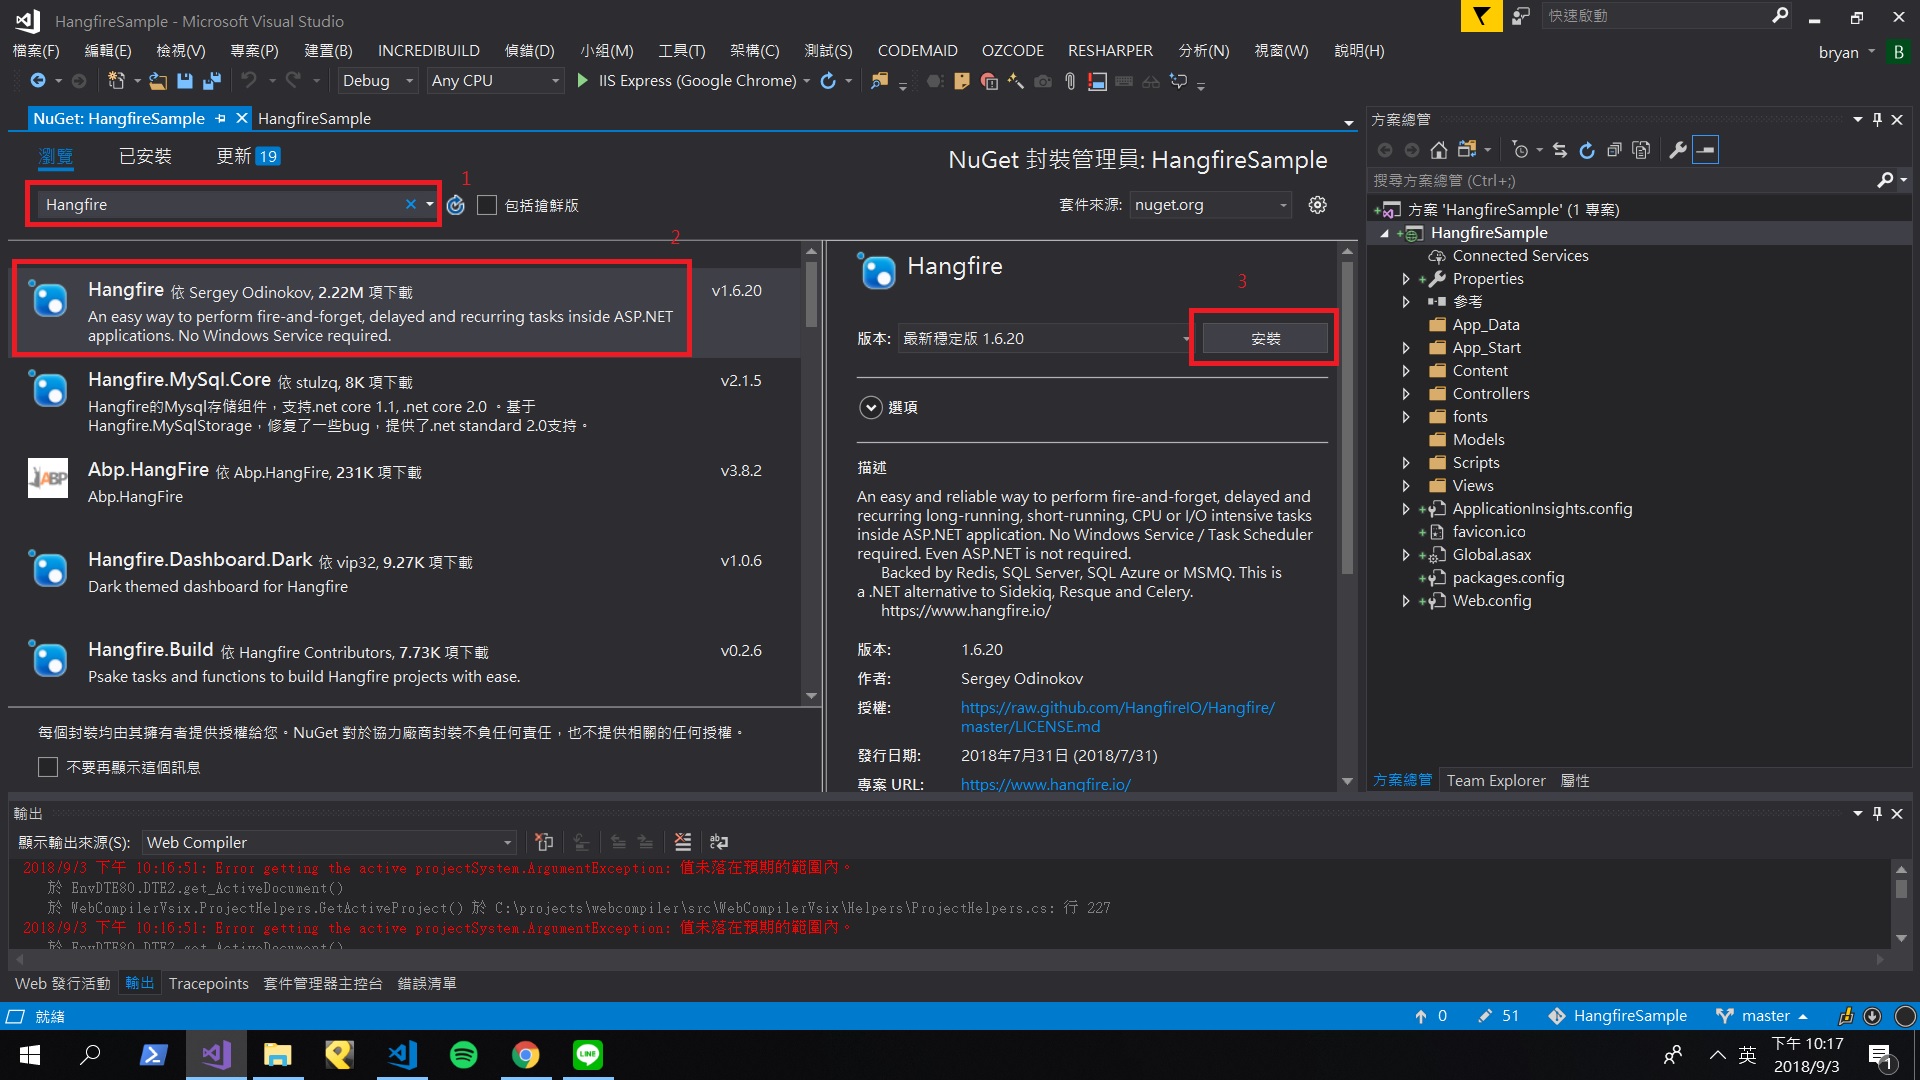 HangfireSample - Microsoft Visual Studio
快速啟動
檔案(F) 編輯(E) 檢視(V) 專案(P) 建置(B) INCREDIBUILD 偵錯(D) 小組(M) 工具(T) 架構(C) 測試(S) CODEMAID OZCODE RESHARPER 分析(N) 視窗(W) 說明(H)
bryan B
Debug Any CPU IIS Express (Google Chrome)
NuGet: HangfireSample HangfireSample
瀏覽 已安裝 更新 19
NuGet 封裝管理員: HangfireSample
1
Hangfire
包括搶鮮版
套件來源: nuget.org
2
Hangfire 依 Sergey Odinokov, 2.22M 項下載
v1.6.20
An easy way to perform fire-and-forget, delayed and recurring tasks inside ASP.NET
applications. No Windows Service required.
Hangfire.MySql.Core 依 stulzq, 8K 項下載
v2.1.5
Hangfire的Mysql存储组件，支持.net core 1.1, .net core 2.0 。基于
Hangfire.MySqlStorage，修复了一些bug，提供了.net standard 2.0支持。
ABP
Abp.HangFire 依 Abp.HangFire, 231K 項下載
v3.8.2
Abp.HangFire
Hangfire.Dashboard.Dark 依 vip32, 9.27K 項下載
v1.0.6
Dark themed dashboard for Hangfire
Hangfire.Build 依 Hangfire Contributors, 7.73K 項下載
v0.2.6
Psake tasks and functions to build Hangfire projects with ease.
每個封裝均由其擁有者提供授權給您。NuGet 對於協力廠商封裝不負任何責任，也不提供相關的任何授權。
不要再顯示這個訊息
Hangfire
3
版本: 最新穩定版 1.6.20
安裝
選項
描述
An easy and reliable way to perform fire-and-forget, delayed and
recurring long-running, short-running, CPU or I/O intensive tasks
inside ASP.NET application. No Windows Service / Task Scheduler
required. Even ASP.NET is not required.
Backed by Redis, SQL Server, SQL Azure or MSMQ. This is
a .NET alternative to Sidekiq, Resque and Celery.
https://www.hangfire.io/
版本: 1.6.20
作者: Sergey Odinokov
授權: https://raw.github.com/HangfireIO/Hangfire/
master/LICENSE.md
發行日期: 2018年7月31日 (2018/7/31)
專案 URL: https://www.hangfire.io/
方案總管
搜尋方案總管 (Ctrl+;)
方案 'HangfireSample' (1 專案)
HangfireSample
Connected Services
Properties
參考
App_Data
App_Start
Content
Controllers
fonts
Models
Scripts
Views
ApplicationInsights.config
favicon.ico
Global.asax
packages.config
Web.config
方案總管 Team Explorer 屬性
輸出
顯示輸出來源(S): Web Compiler
2018/9/3 下午 10:16:51: Error getting the active projectSystem.ArgumentException: 值未落在預期的範圍內。
於 EnvDTE80.DTE2.get_ActiveDocument()
於 WebCompilerVsix.ProjectHelpers.GetActiveProject() 於 C:\projects\webcompiler\src\WebCompilerVsix\Helpers\ProjectHelpers.cs: 行 227
2018/9/3 下午 10:16:51: Error getting the active projectSystem.ArgumentException: 值未落在預期的範圍內。
於 EnvDTE80.DTE2.get_ActiveDocument()
Web 發行活動 輸出 Tracepoints 套件管理器主控台 錯誤清單
就緒
0 51 HangfireSample master
LINE
英
下午 10:17
2018/9/3
1